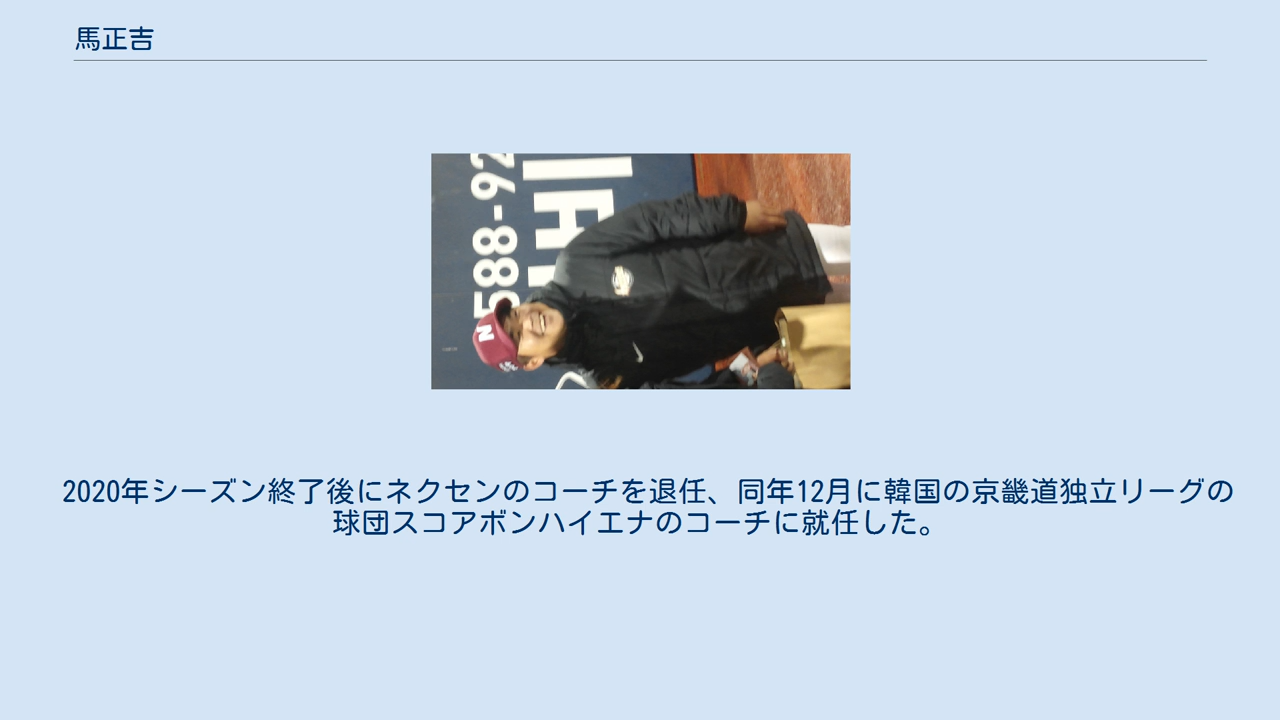 馬正吉
588-92
N
2020年シーズン終了後にネクセンのコーチを退任、同年12月に韓国の京畿道独立リーグの
球団スコアボンハイエナのコーチに就任した。